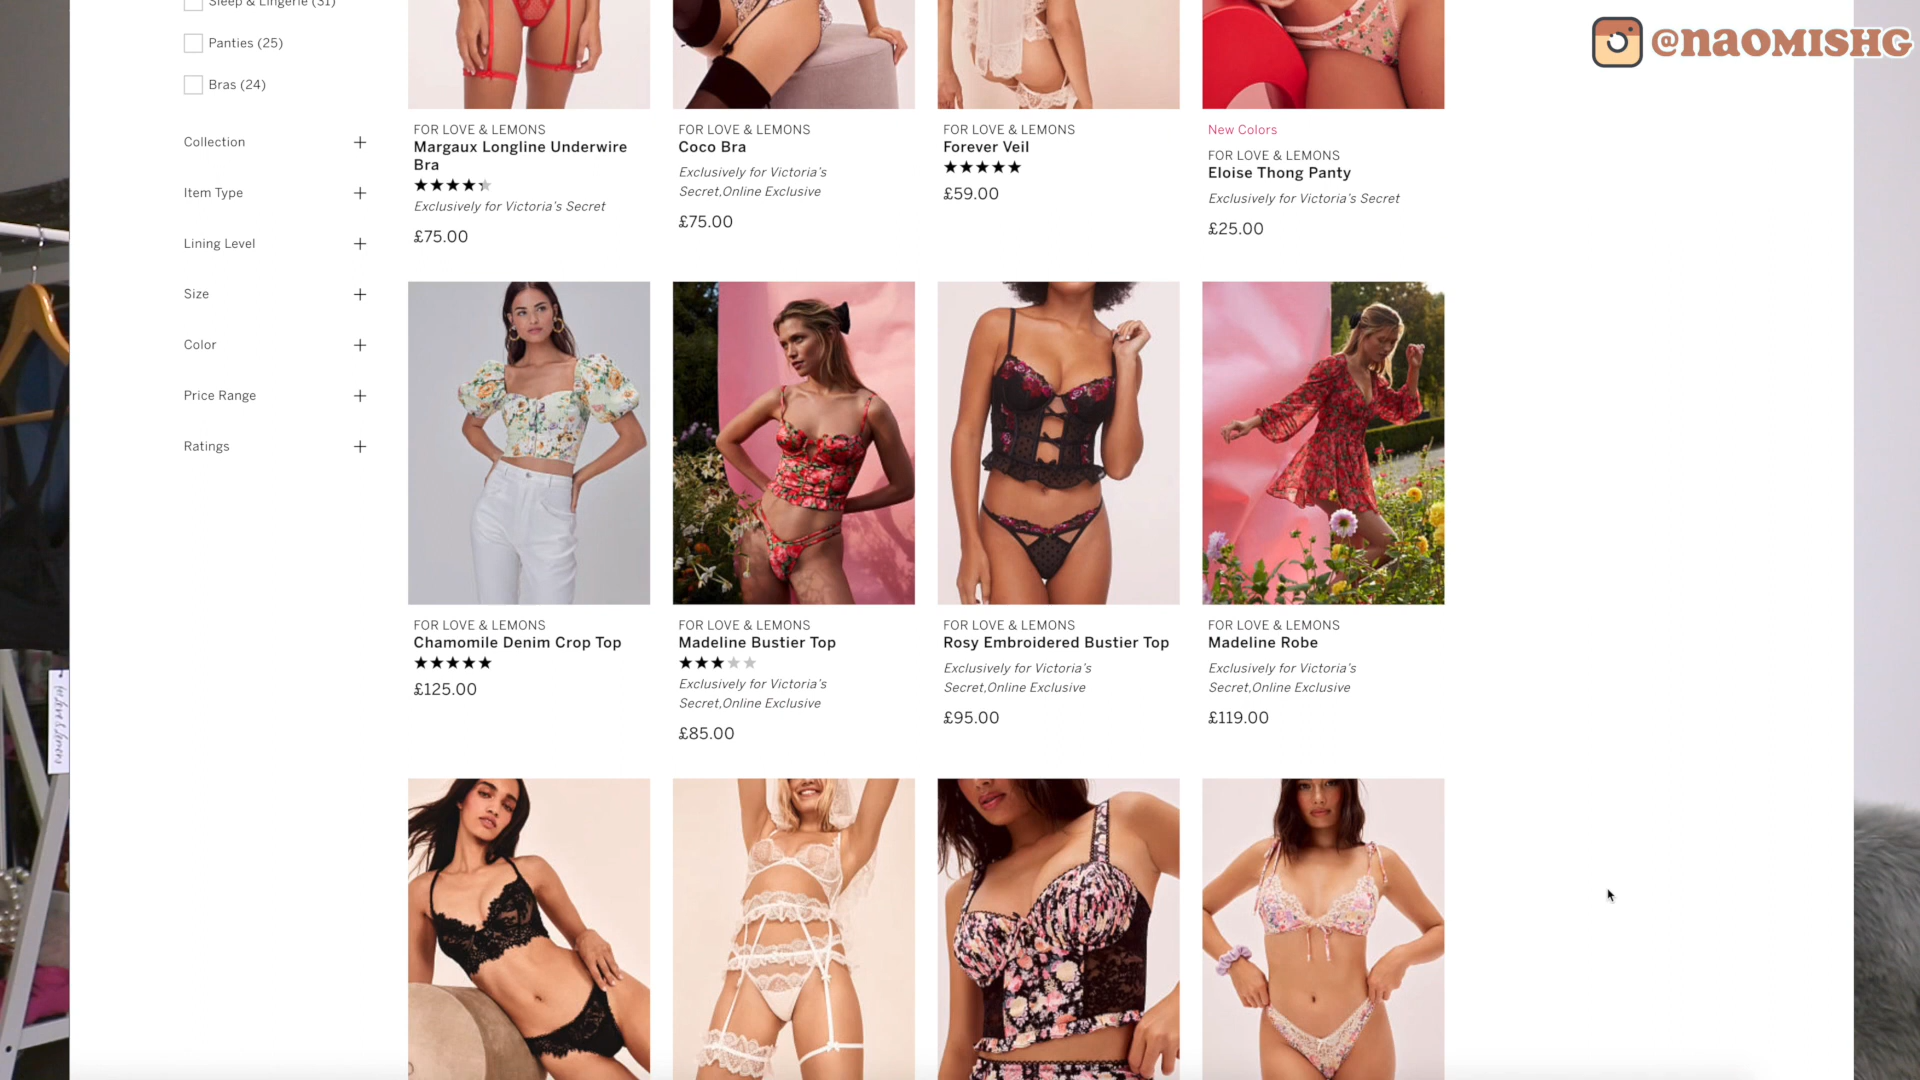 Sleep & Lingerie (31)
Panties (25)
Bras (24)
Collection
Item Type
Lining Level
Size
Color
Price Range
Ratings
@NAOMISHG
FOR LOVE & LEMONS
Margaux Longline Underwire
Bra
Exclusively for Victoria's Secret
£75.00
FOR LOVE & LEMONS
Coco Bra
Exclusively for Victoria's
Secret,Online Exclusive
£75.00
FOR LOVE & LEMONS
Forever Veil
£59.00
New Colors
FOR LOVE & LEMONS
Eloise Thong Panty
Exclusively for Victoria's Secret
£25.00
FOR LOVE & LEMONS
Chamomile Denim Crop Top
£125.00
FOR LOVE & LEMONS
Madeline Bustier Top
Exclusively for Victoria's
Secret,Online Exclusive
£85.00
FOR LOVE & LEMONS
Rosy Embroidered Bustier Top
Exclusively for Victoria's
Secret,Online Exclusive
£95.00
FOR LOVE & LEMONS
Madeline Robe
Exclusively for Victoria's
Secret,Online Exclusive
£119.00